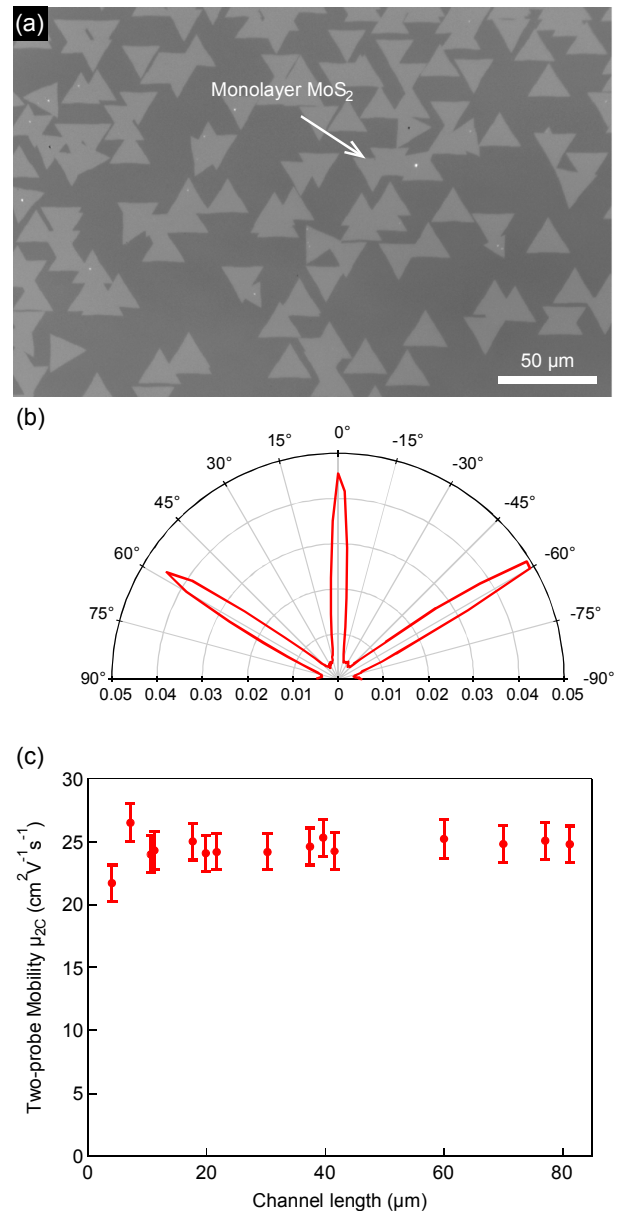 (a)
Monolayer MoS2
50 µm
(b)
0°
15° -15°
30° -30°
45° -45°
60° -60°
75° -75°
90° -90°
0.05 0.04 0.03 0.02 0.01 0 0.01 0.02 0.03 0.04 0.05
(c)
Two-probe Mobility µ2C (cm2V-1s-1)
30
25
20
15
10
5
0
0 20 40 60 80
Channel length (µm)